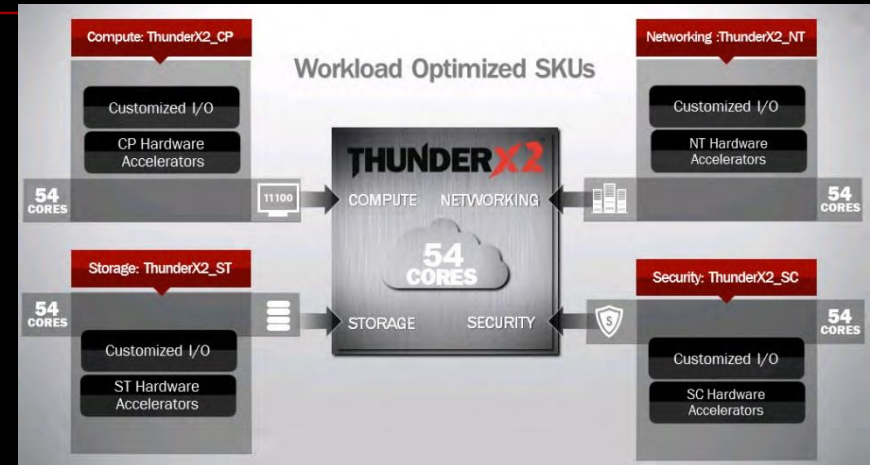 Workload Optimized SKUs
Compute: ThunderX2_CP
Customized I/O
CP Hardware
Accelerators
54
CORES
11100
Storage: ThunderX2_ST
54
CORES
Customized I/O
ST Hardware
Accelerators
THUNDERX2
COMPUTE NETWORKING
54
CORES
STORAGE SECURITY
Networking :ThunderX2_NT
Customized I/O
NT Hardware
Accelerators
54
CORES
Security: ThunderX2_SC
S
54
CORES
Customized I/O
SC Hardware
Accelerators